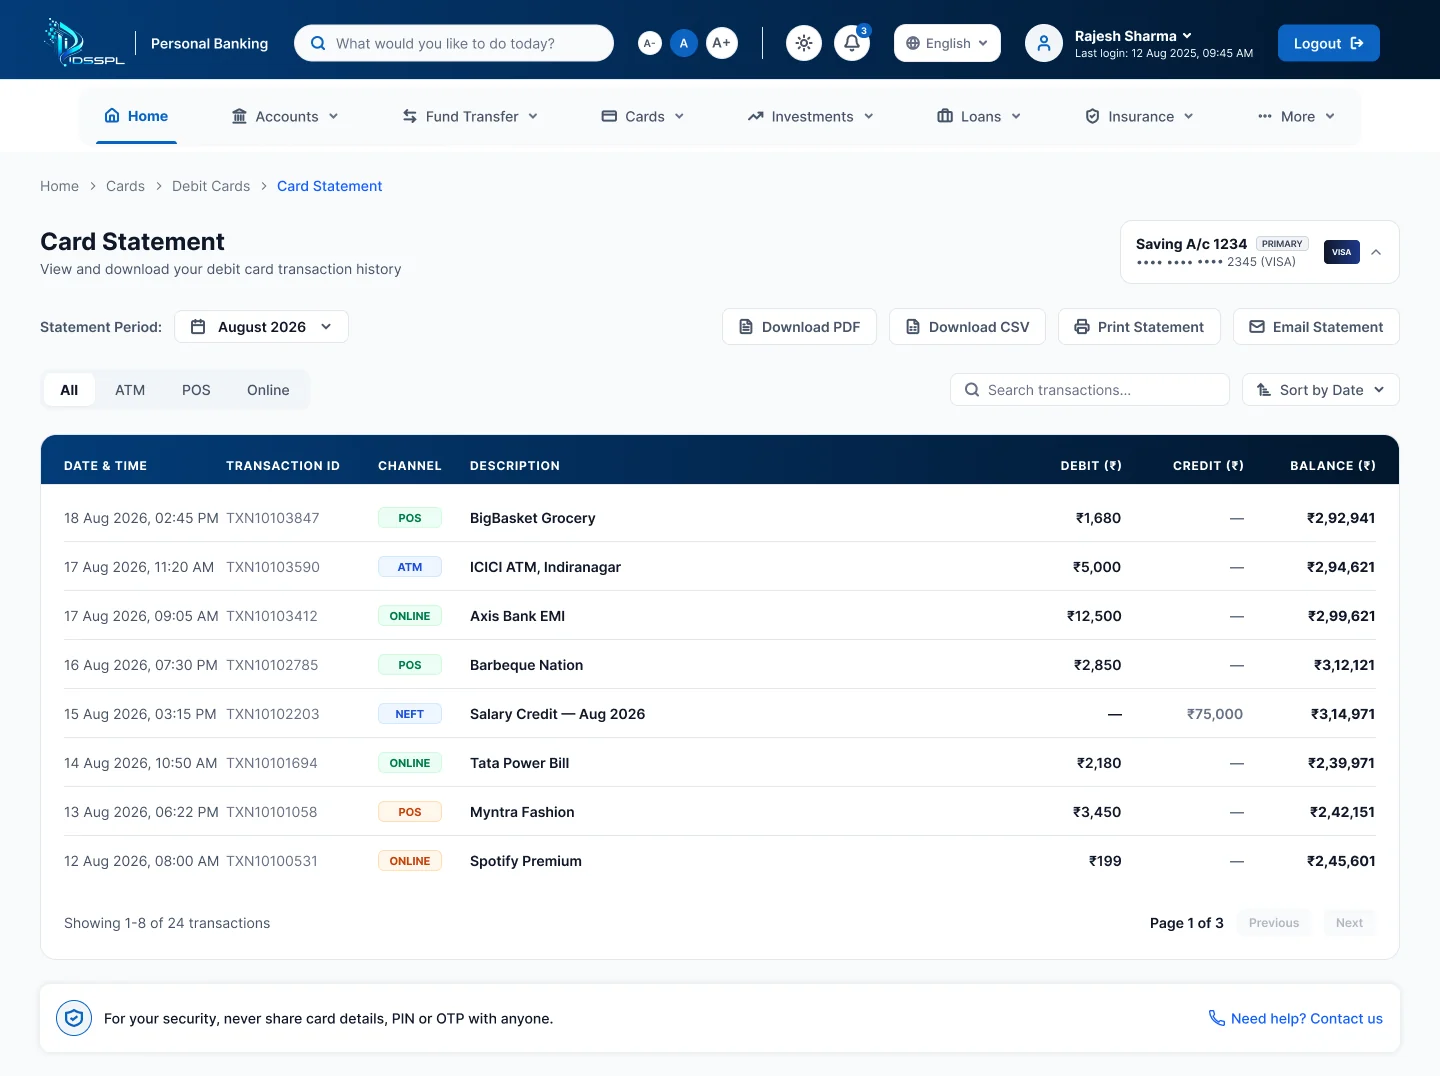 iDSSPL
Personal Banking
What would you like to do today?
A-
A
A+
3
English
Rajesh Sharma
Last login: 12 Aug 2025, 09:45 AM
Logout
Home
Accounts
Fund Transfer
Cards
Investments
Loans
Insurance
More
Home > Cards > Debit Cards > Card Statement
Card Statement
View and download your debit card transaction history
Saving A/c 1234 PRIMARY
•••• •••• •••• 2345 (VISA)
VISA
Statement Period: August 2026
Download PDF
Download CSV
Print Statement
Email Statement
All
ATM
POS
Online
Search transactions...
Sort by Date
DATE & TIME TRANSACTION ID CHANNEL DESCRIPTION DEBIT (₹) CREDIT (₹) BALANCE (₹)
18 Aug 2026, 02:45 PM TXN10103847 POS BigBasket Grocery ₹1,680 — ₹2,92,941
17 Aug 2026, 11:20 AM TXN10103590 ATM ICICI ATM, Indiranagar ₹5,000 — ₹2,94,621
17 Aug 2026, 09:05 AM TXN10103412 ONLINE Axis Bank EMI ₹12,500 — ₹2,99,621
16 Aug 2026, 07:30 PM TXN10102785 POS Barbeque Nation ₹2,850 — ₹3,12,121
15 Aug 2026, 03:15 PM TXN10102203 NEFT Salary Credit — Aug 2026 — ₹75,000 ₹3,14,971
14 Aug 2026, 10:50 AM TXN10101694 ONLINE Tata Power Bill ₹2,180 — ₹2,39,971
13 Aug 2026, 06:22 PM TXN10101058 POS Myntra Fashion ₹3,450 — ₹2,42,151
12 Aug 2026, 08:00 AM TXN10100531 ONLINE Spotify Premium ₹199 — ₹2,45,601
Showing 1-8 of 24 transactions
Page 1 of 3
Previous
Next
For your security, never share card details, PIN or OTP with anyone.
Need help? Contact us